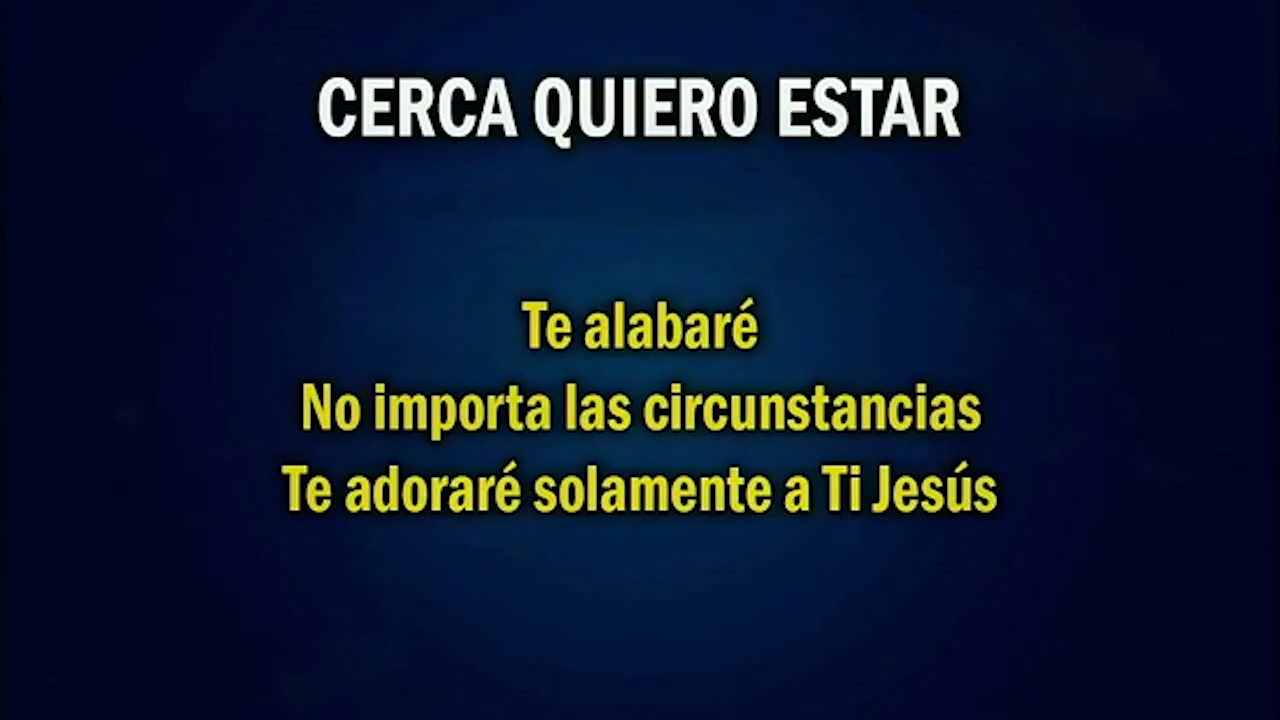 CERCA QUIERO ESTAR
Te alabaré
No importa las circunstancias
Te adoraré solamente a Ti Jesús